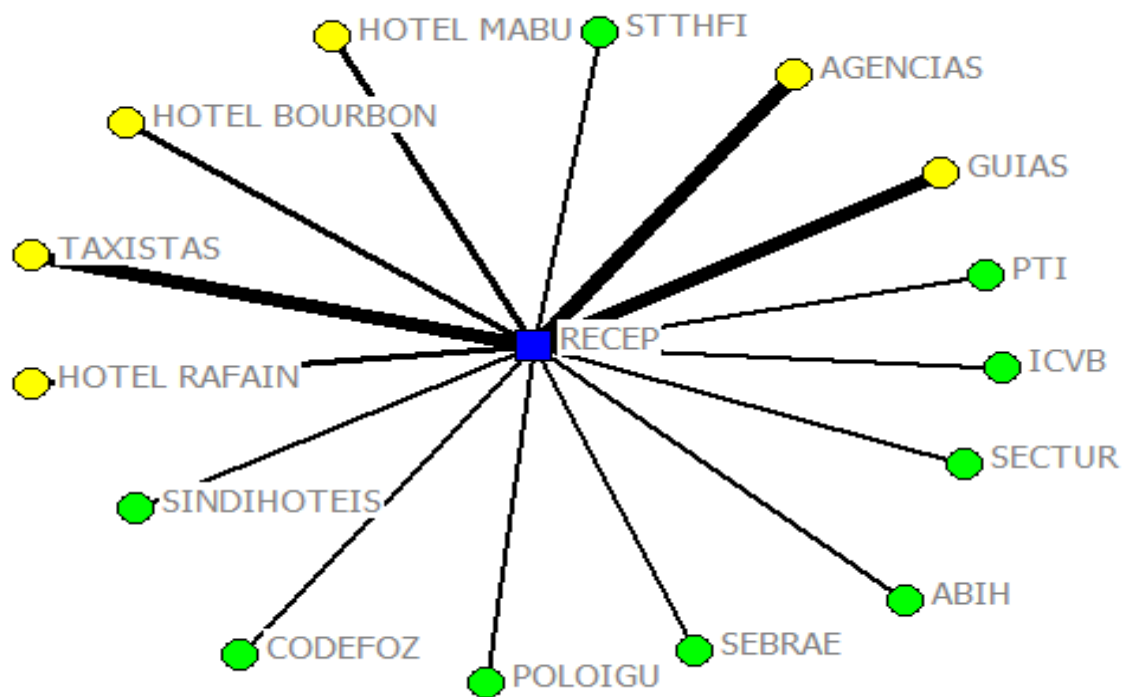 HOTEL MABU
STTHFI
AGENCIAS
HOTEL BOURBON
GUIAS
TAXISTAS
PTI
RECEP
ICVB
HOTEL RAFAIN
SECTUR
SINDIHOTEIS
ABIH
CODEFOZ
SEBRAE
POLOIGU